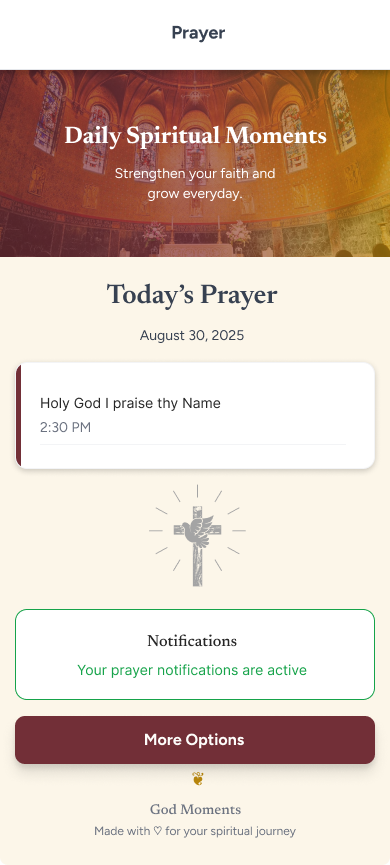 Prayer
Daily Spiritual Moments
Strengthen your faith and
grow everyday.
Today’s Prayer
August 30, 2025
Holy God I praise thy Name
2:30 PM
Notifications
Your prayer notifications are active
More Options
❦
God Moments
Made with ♡ for your spiritual journey